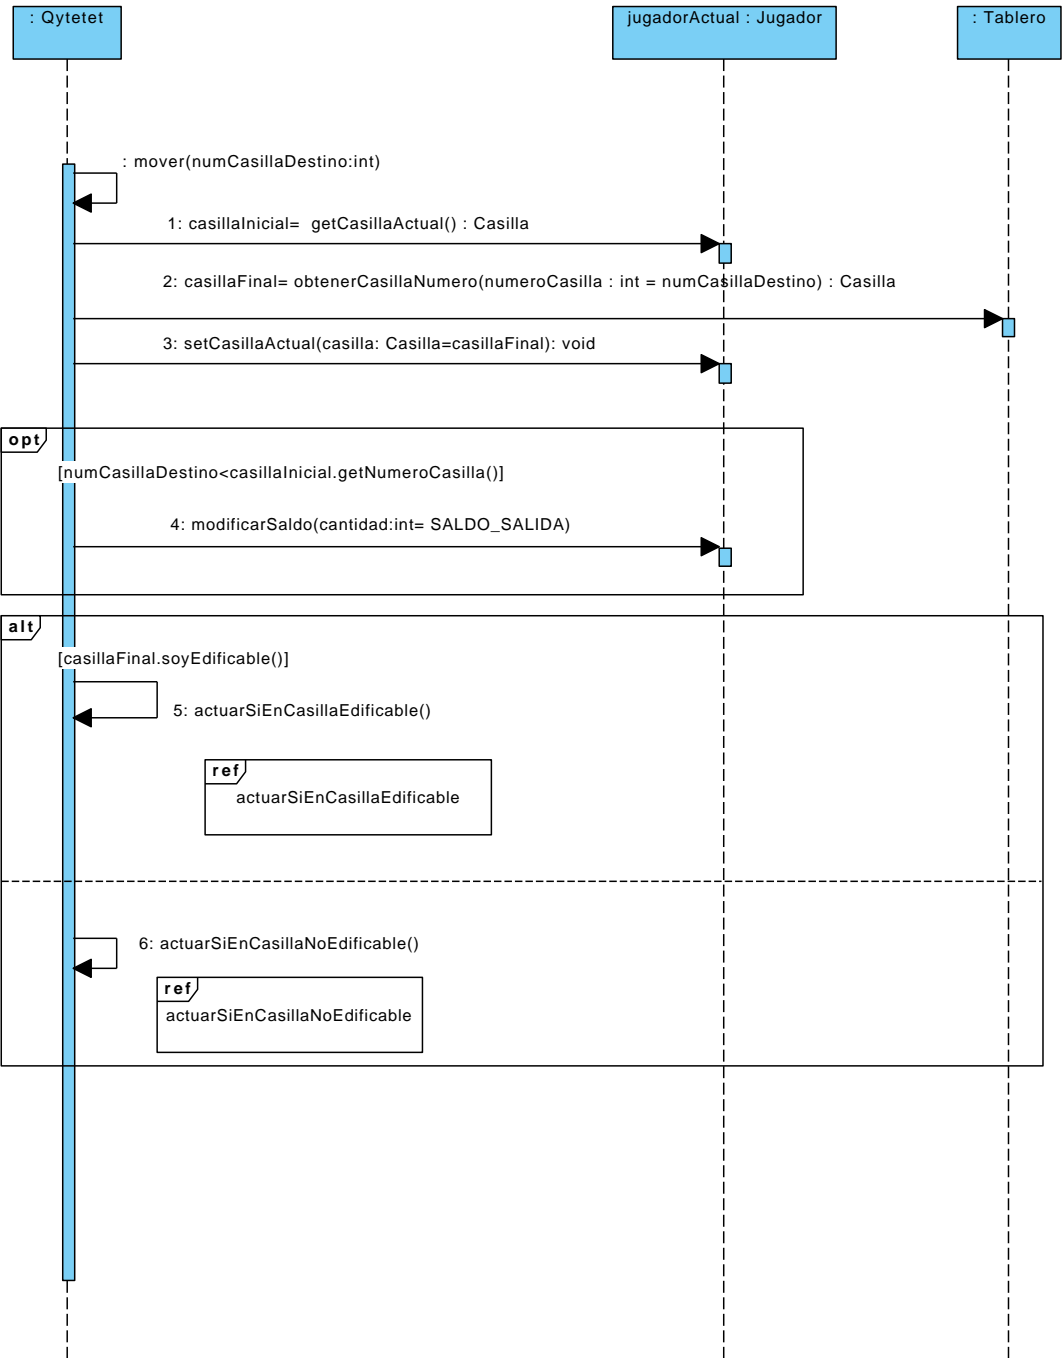 : Qytetet
jugadorActual : Jugador
: Tablero
: mover(numCasillaDestino:int)
1: casillaInicial=  getCasillaActual() : Casilla
2: casillaFinal= obtenerCasillaNumero(numeroCasilla : int = numCasillaDestino) : Casilla
3: setCasillaActual(casilla: Casilla=casillaFinal): void
opt
[numCasillaDestino<casillaInicial.getNumeroCasilla()]
4: modificarSaldo(cantidad:int= SALDO_SALIDA)
alt
[casillaFinal.soyEdificable()]
5: actuarSiEnCasillaEdificable()
ref
actuarSiEnCasillaEdificable
6: actuarSiEnCasillaNoEdificable()
ref
actuarSiEnCasillaNoEdificable